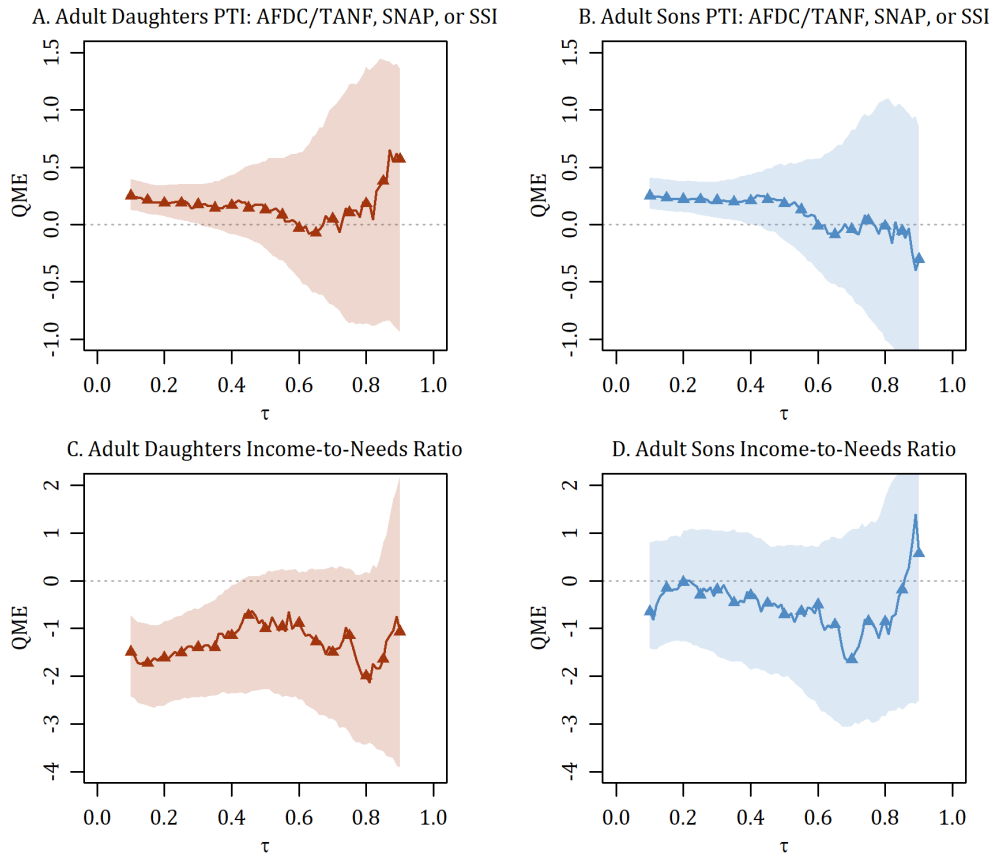 A. Adult Daughters PTI: AFDC/TANF, SNAP, or SSI
QME
1.5
1.0
0.5
0.0
-0.5
-1.0
0.0 0.2 0.4 0.6 0.8 1.0
τ
B. Adult Sons PTI: AFDC/TANF, SNAP, or SSI
QME
1.5
1.0
0.5
0.0
-0.5
-1.0
0.0 0.2 0.4 0.6 0.8 1.0
τ
C. Adult Daughters Income-to-Needs Ratio
QME
2
1
0
-1
-2
-3
-4
0.0 0.2 0.4 0.6 0.8 1.0
τ
D. Adult Sons Income-to-Needs Ratio
QME
2
1
0
-1
-2
-3
-4
0.0 0.2 0.4 0.6 0.8 1.0
τ